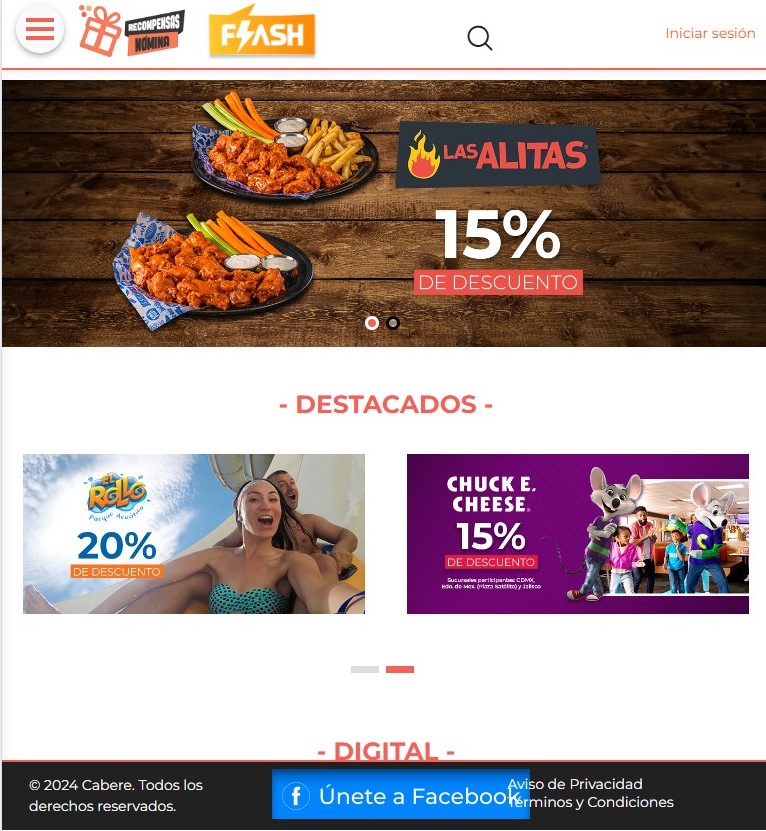 RECOMPENSAS
NÓMINA
FLASH
Iniciar sesión
LAS ALITAS
15%
DE DESCUENTO
- DESTACADOS -
EL
ROLLO
Parque Acuático
20%
DE DESCUENTO
CHUCK E.
CHEESE®
15%
DE DESCUENTO
Sucursales participantes: CDMX,
Edo. de Mex. (Plaza Satélite) y Jalisco
- DIGITAL -
© 2024 Cabere. Todos los
derechos reservados.
Únete a Facebook
Aviso de Privacidad
Términos y Condiciones